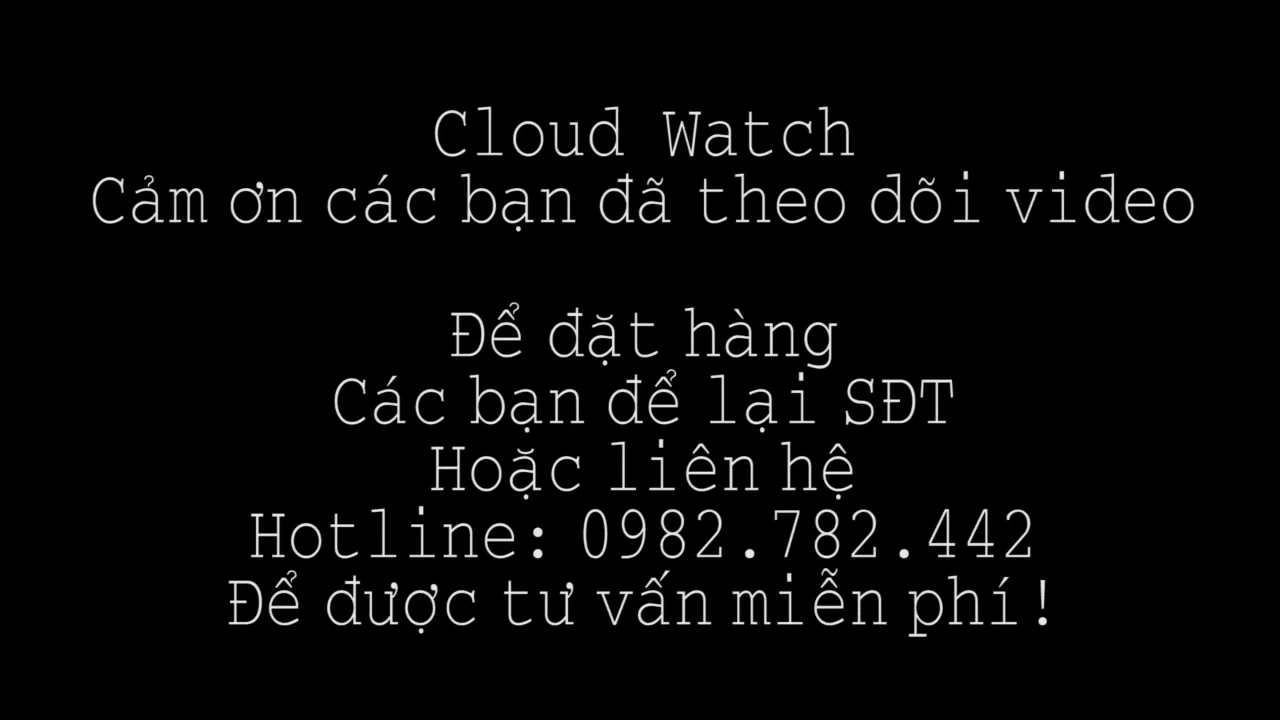 Cloud Watch
Cảm ơn các bạn đã theo dõi video
Để đặt hàng
Các bạn để lại SĐT
Hoặc liên hệ
Hotline: 0982.782.442
Để được tư vấn miễn phí!